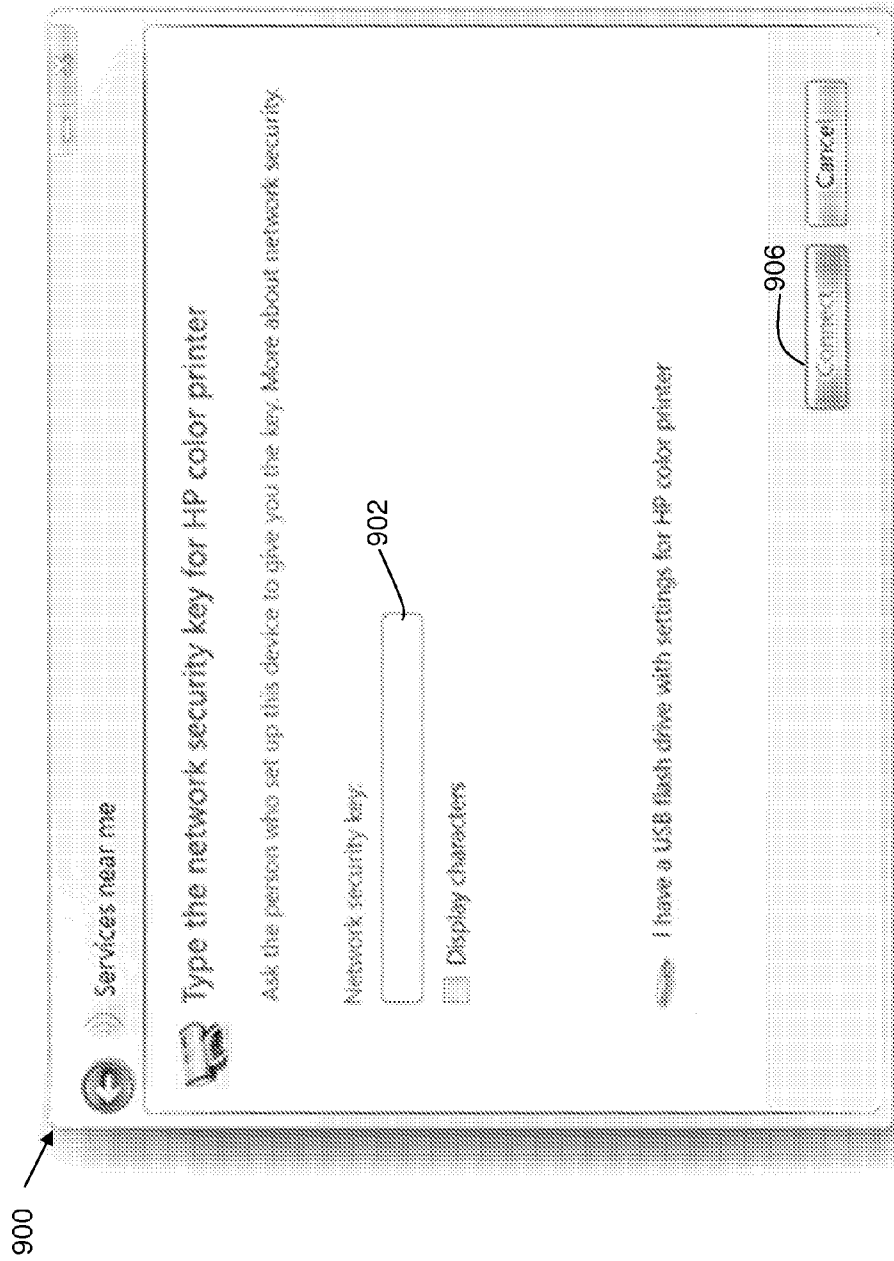 900
Services near me
Type the network security key for HP color printer
Ask the person who set up this device to give you the key. More about network security.
Network security key:
902
Display characters
I have a USB flash drive with settings for HP color printer
906
Connect
Cancel